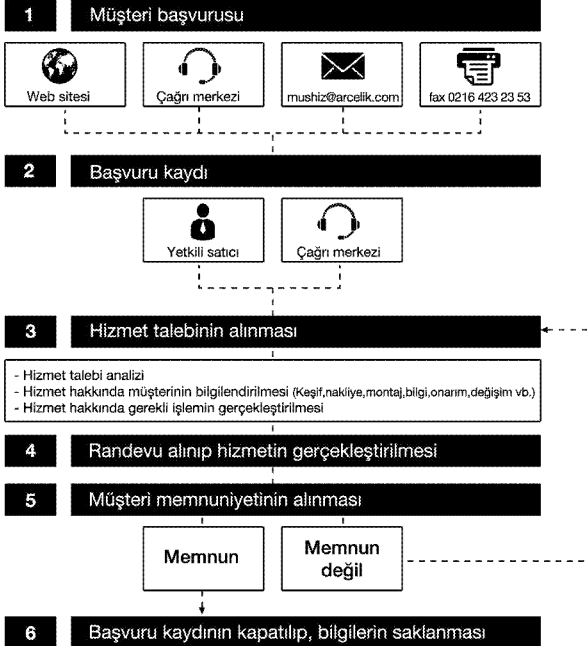 1 Müşteri başvurusu
Web sitesi
Çağrı merkezi
mushiz@arcelik.com
fax 0216 423 23 53
2 Başvuru kaydı
Yetkili satıcı
Çağrı merkezi
3 Hizmet talebinin alınması
- Hizmet talebi analizi
- Hizmet hakkında müşterinin bilgilendirilmesi (Keşif,nakliye,montaj,bilgi,onarım,değişim vb.)
- Hizmet hakkında gerekli işlemin gerçekleştirilmesi
4 Randevu alınıp hizmetin gerçekleştirilmesi
5 Müşteri memnuniyetinin alınması
Memnun
Memnun
değil
6 Başvuru kaydının kapatılıp, bilgilerin saklanması